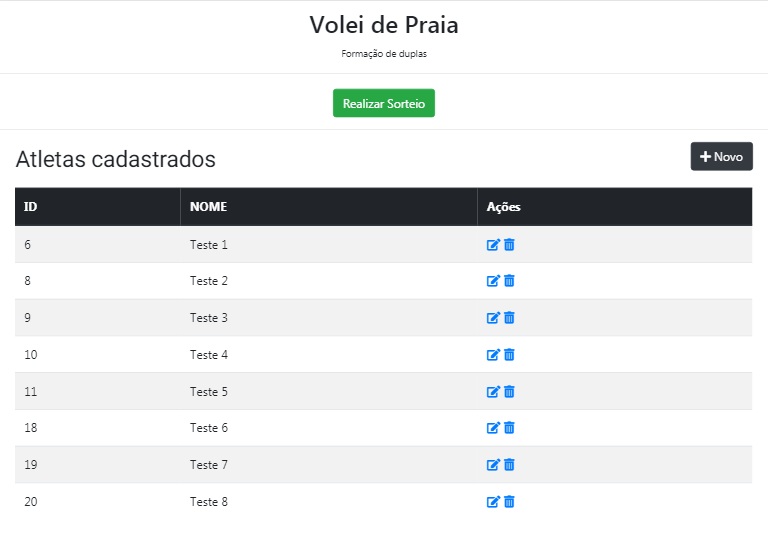 Volei de Praia
Formação de duplas
Realizar Sorteio
Atletas cadastrados
Novo
ID NOME Ações
6 Teste 1
8 Teste 2
9 Teste 3
10 Teste 4
11 Teste 5
18 Teste 6
19 Teste 7
20 Teste 8